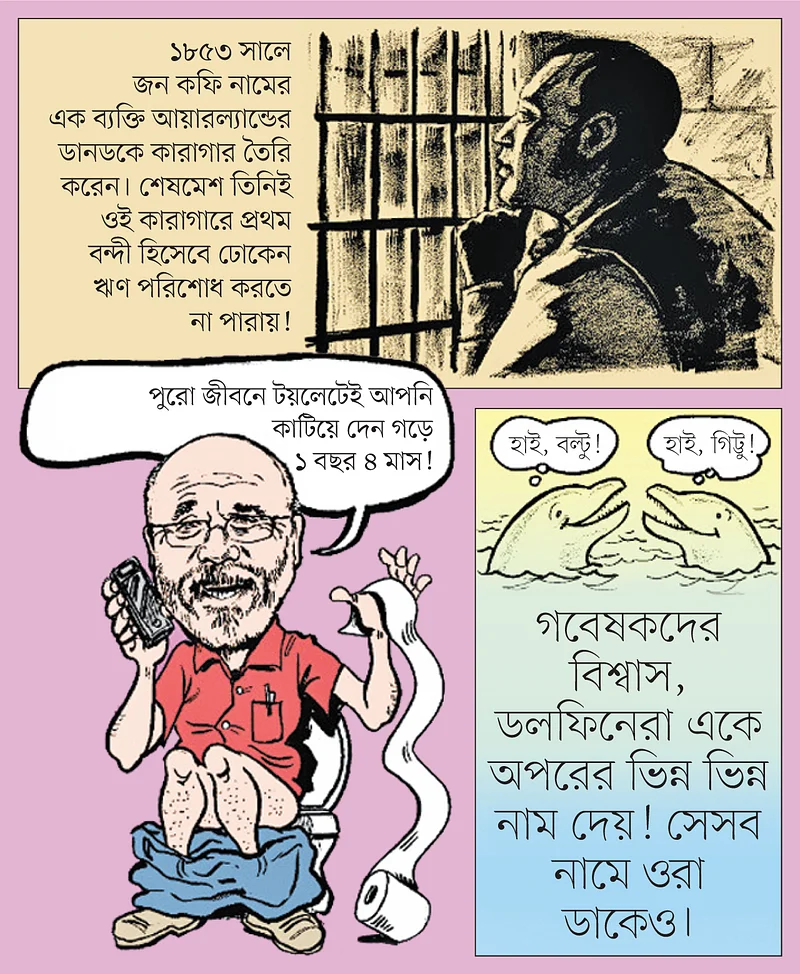 ১৮৫৩ সালে
জন কফি নামের
এক ব্যক্তি আয়ারল্যান্ডের
ডানডকে কারাগার তৈরি
করেন। শেষমেশ তিনিই
ওই কারাগারে প্রথম
বন্দী হিসেবে ঢোকেন
ঋণ পরিশোধ করতে
না পারায়!
পুরো জীবনে টয়লেটেই আপনি
কাটিয়ে দেন গড়ে
১ বছর ৪ মাস!
হাই, বল্টু!
হাই, গিট্টু!
গবেষকদের
বিশ্বাস,
ডলফিনেরা একে
অপরের ভিন্ন ভিন্ন
নাম দেয়! সেসব
নামে ওরা
ডাকেও।